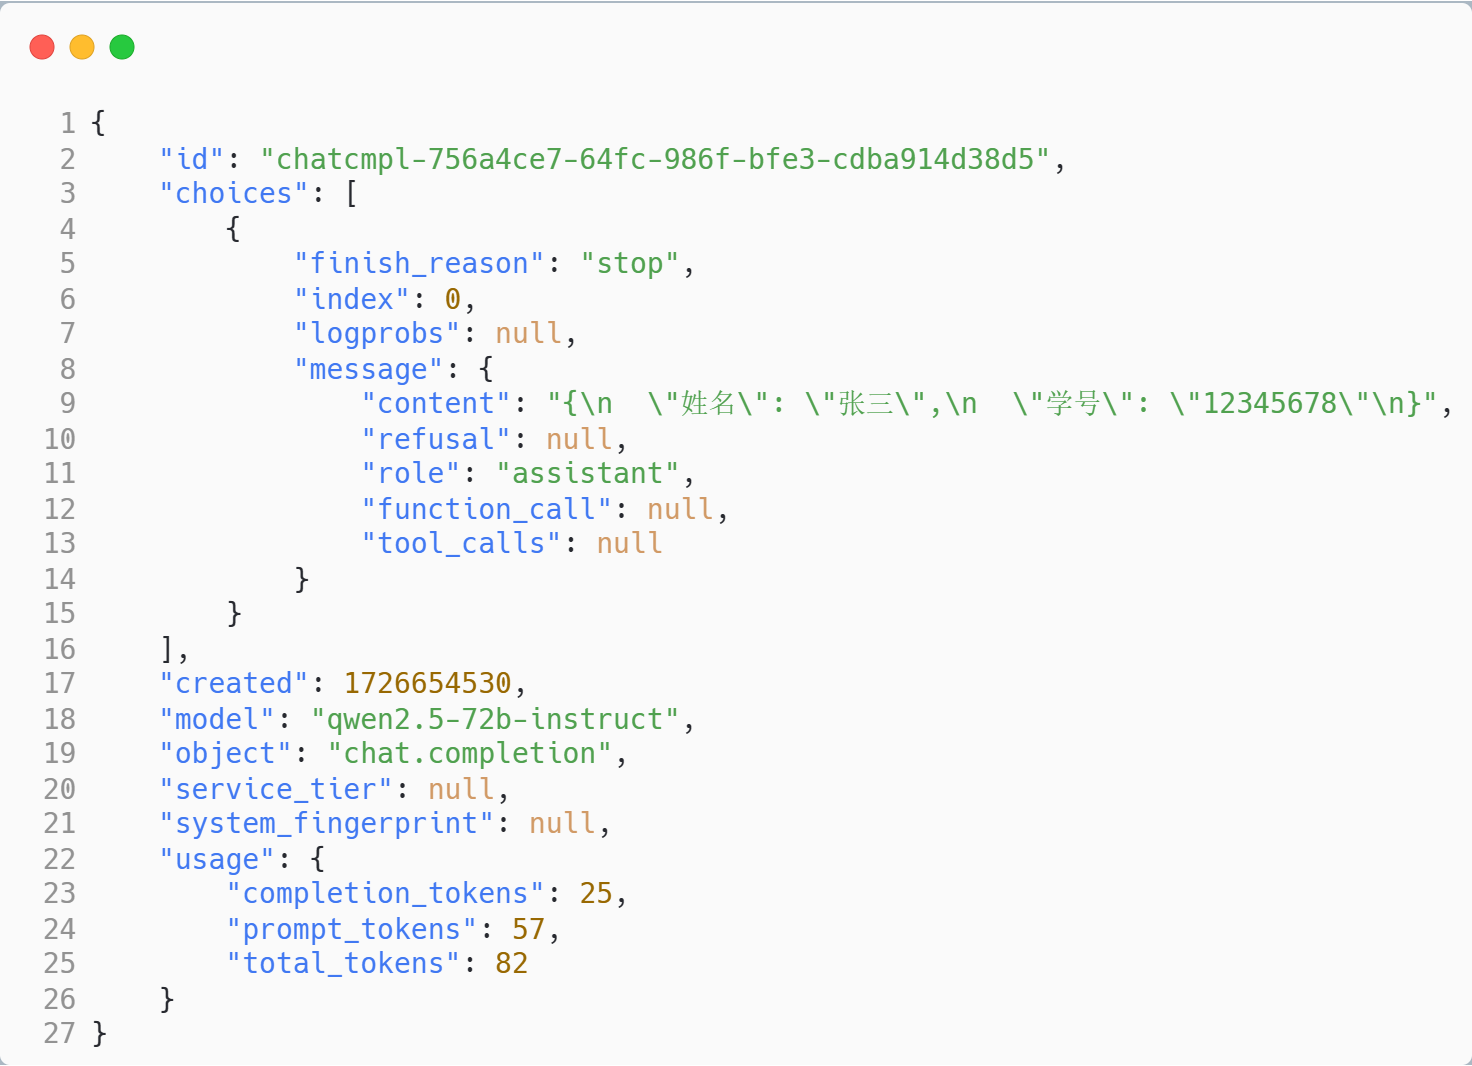 1 {
2     "id": "chatcmpl-756a4ce7-64fc-986f-bfe3-cdba914d38d5",
3     "choices": [
4         {
5             "finish_reason": "stop",
6             "index": 0,
7             "logprobs": null,
8             "message": {
9                 "content": "{\n  \"姓名\": \"张三\",\n  \"学号\": \"12345678\"\n}",
10                 "refusal": null,
11                 "role": "assistant",
12                 "function_call": null,
13                 "tool_calls": null
14             }
15         }
16     ],
17     "created": 1726654530,
18     "model": "qwen2.5-72b-instruct",
19     "object": "chat.completion",
20     "service_tier": null,
21     "system_fingerprint": null,
22     "usage": {
23         "completion_tokens": 25,
24         "prompt_tokens": 57,
25         "total_tokens": 82
26     }
27 }